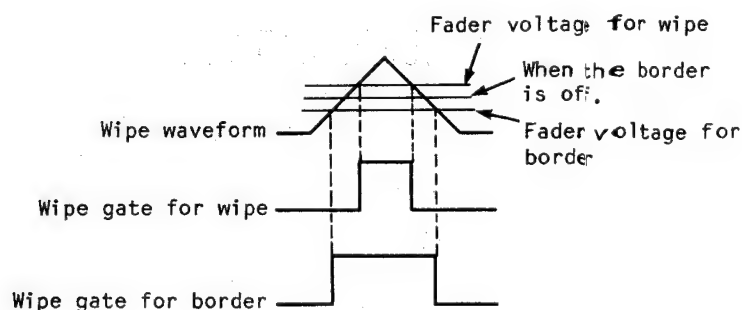 Fader voltage for wipe
When the border
is off.
Wipe waveform
Fader voltage for
border
Wipe gate for wipe
Wipe gate for border